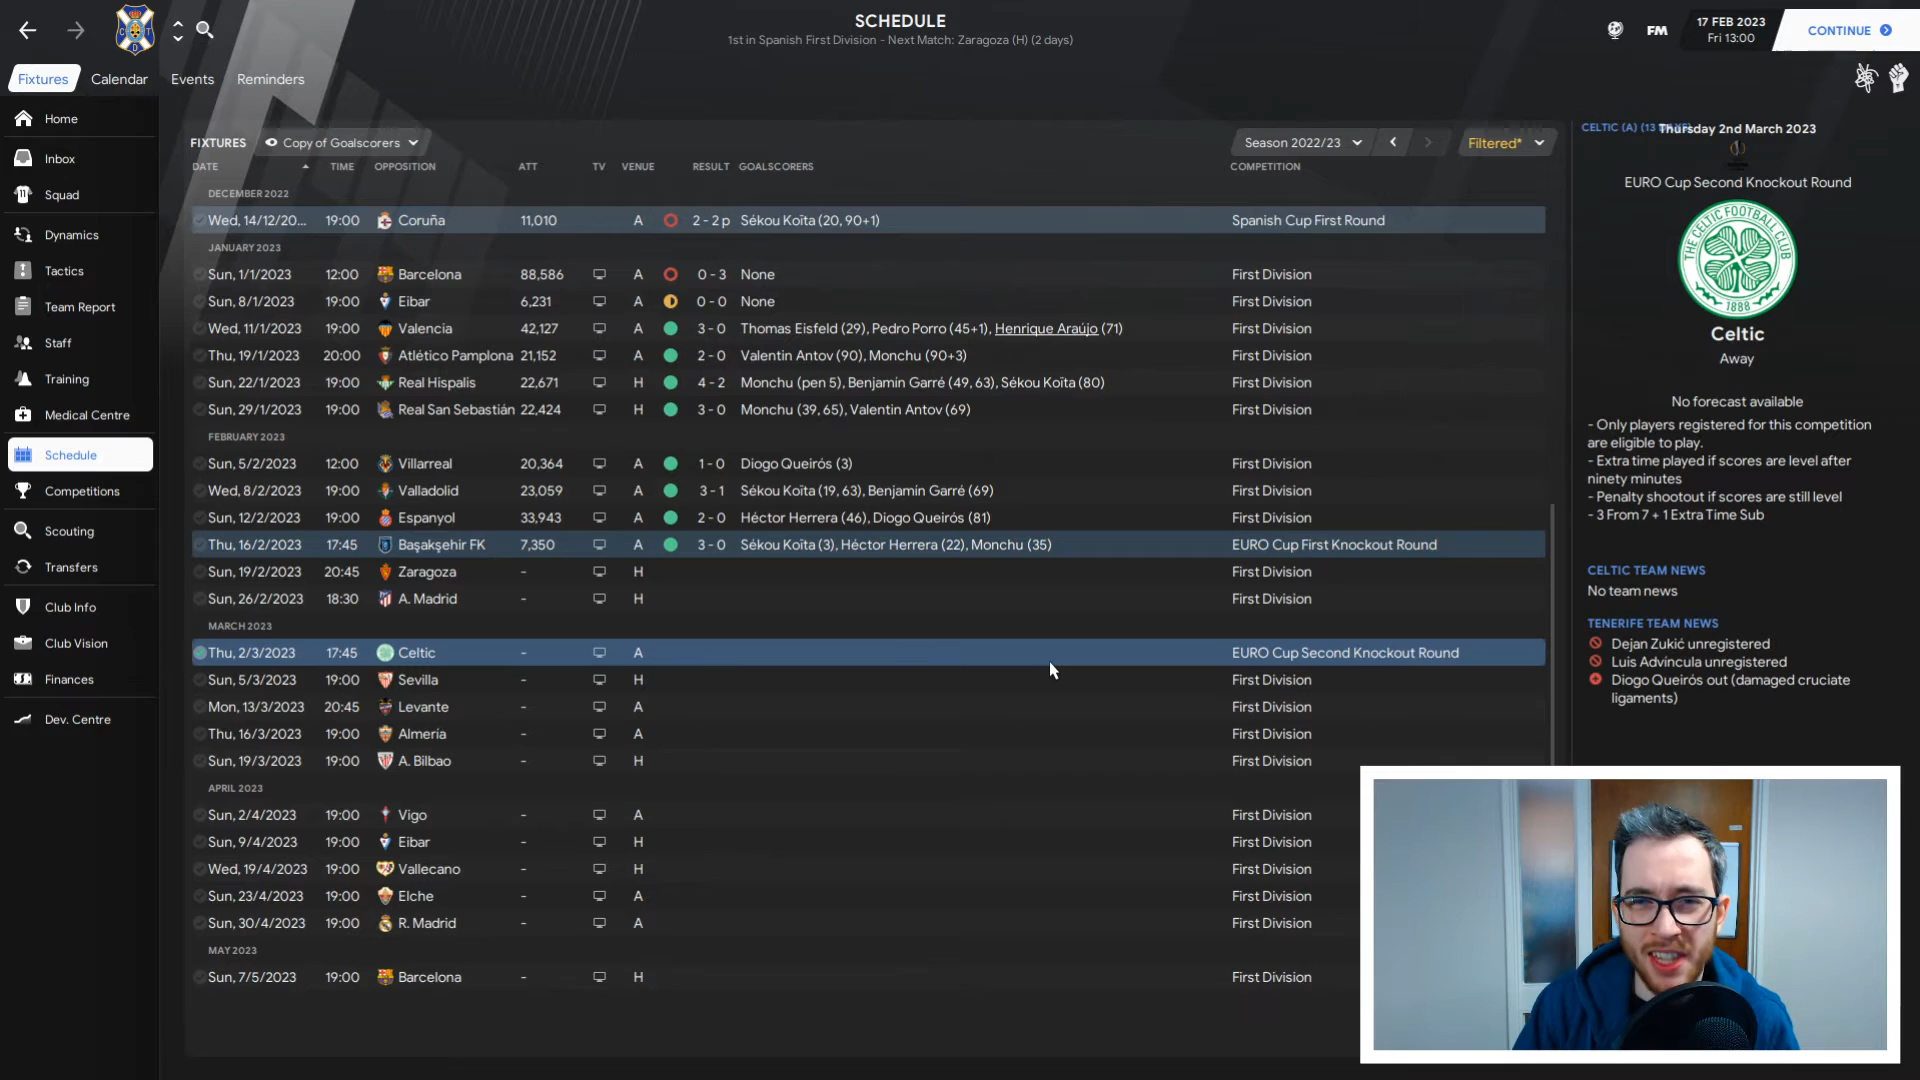 SCHEDULE
1st in Spanish First Division - Next Match: Zaragoza (H) (2 days)
FM
17 FEB 2023
Fri 13:00
CONTINUE
Fixtures
Calendar
Events
Reminders
Home
Inbox
Squad
Dynamics
Tactics
Team Report
Staff
Training
Medical Centre
Schedule
Competitions
Scouting
Transfers
Club Info
Club Vision
Finances
Dev. Centre
FIXTURES Copy of Goalscorers Season 2022/23 Filtered*
DATE TIME OPPOSITION ATT TV VENUE RESULT GOALSCORERS COMPETITION
DECEMBER 2022
Wed, 14/12/20... 19:00 Coruña 11,010 A 2 - 2 p Sékou Koïta (20, 90+1) Spanish Cup First Round
JANUARY 2023
Sun, 1/1/2023 12:00 Barcelona 88,586 A 0 - 3 None First Division
Sun, 8/1/2023 19:00 Eibar 6,231 A 0 - 0 None First Division
Wed, 11/1/2023 19:00 Valencia 42,127 A 3 - 0 Thomas Eisfeld (29), Pedro Porro (45+1), Henrique Araújo (71) First Division
Thu, 19/1/2023 20:00 Atlético Pamplona 21,152 A 2 - 0 Valentin Antov (90), Monchu (90+3) First Division
Sun, 22/1/2023 19:00 Real Hispalis 22,671 H 4 - 2 Monchu (pen 5), Benjamín Garré (49, 63), Sékou Koïta (80) First Division
Sun, 29/1/2023 19:00 Real San Sebastián 22,424 H 3 - 0 Monchu (39, 65), Valentin Antov (69) First Division
FEBRUARY 2023
Sun, 5/2/2023 12:00 Villarreal 20,364 A 1 - 0 Diogo Queirós (3) First Division
Wed, 8/2/2023 19:00 Valladolid 23,059 A 3 - 1 Sékou Koïta (19, 63), Benjamín Garré (69) First Division
Sun, 12/2/2023 19:00 Espanyol 33,943 A 2 - 0 Héctor Herrera (46), Diogo Queirós (81) First Division
Thu, 16/2/2023 17:45 Başakşehir FK 7,350 A 3 - 0 Sékou Koïta (3), Héctor Herrera (22), Monchu (35) EURO Cup First Knockout Round
Sun, 19/2/2023 20:45 Zaragoza - H First Division
Sun, 26/2/2023 18:30 A. Madrid - H First Division
MARCH 2023
Thu, 2/3/2023 17:45 Celtic - A EURO Cup Second Knockout Round
Sun, 5/3/2023 19:00 Sevilla - H First Division
Mon, 13/3/2023 20:45 Levante - A First Division
Thu, 16/3/2023 19:00 Almería - A First Division
Sun, 19/3/2023 19:00 A. Bilbao - H First Division
APRIL 2023
Sun, 2/4/2023 19:00 Vigo - A First Division
Sun, 9/4/2023 19:00 Eibar - H First Division
Wed, 19/4/2023 19:00 Vallecano - H First Division
Sun, 23/4/2023 19:00 Elche - A First Division
Sun, 30/4/2023 19:00 R. Madrid - A First Division
MAY 2023
Sun, 7/5/2023 19:00 Barcelona - H First Division
CELTIC (A) (13
Thursday 2nd March 2023
EURO Cup Second Knockout Round
THE CELTIC FOOTBALL CLUB
1888
Celtic
Away
No forecast available
- Only players registered for this competition
are eligible to play.
- Extra time played if scores are level after
ninety minutes
- Penalty shootout if scores are still level
- 3 From 7 + 1 Extra Time Sub
CELTIC TEAM NEWS
No team news
TENERIFE TEAM NEWS
Dejan Zukić unregistered
Luis Advíncula unregistered
Diogo Queirós out (damaged cruciate
ligaments)